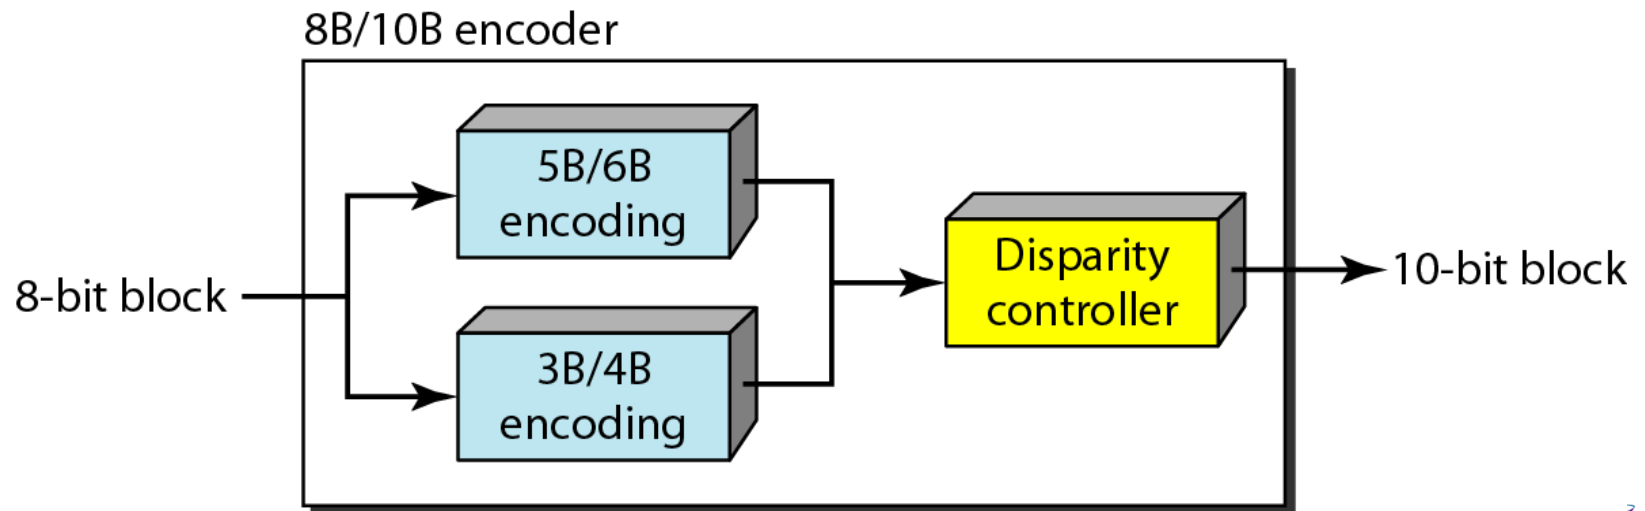 8B/10B encoder
5B/6B
encoding
8-bit block
3B/4B
encoding
Disparity
controller
10-bit block